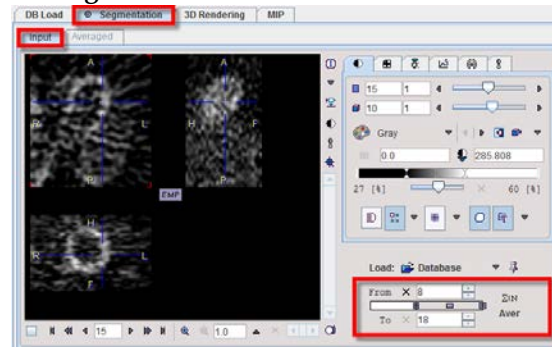 DB Load Segmentation 3D Rendering MIP
Input Averaged
A A
R L H F
P P
EMP
H
R L
F
15 1
10 1
Gray
0.0 285.808
27 [%] 60 [%]
Load: Database
From 8
To 18
ΣIN
Aver
15 1.0